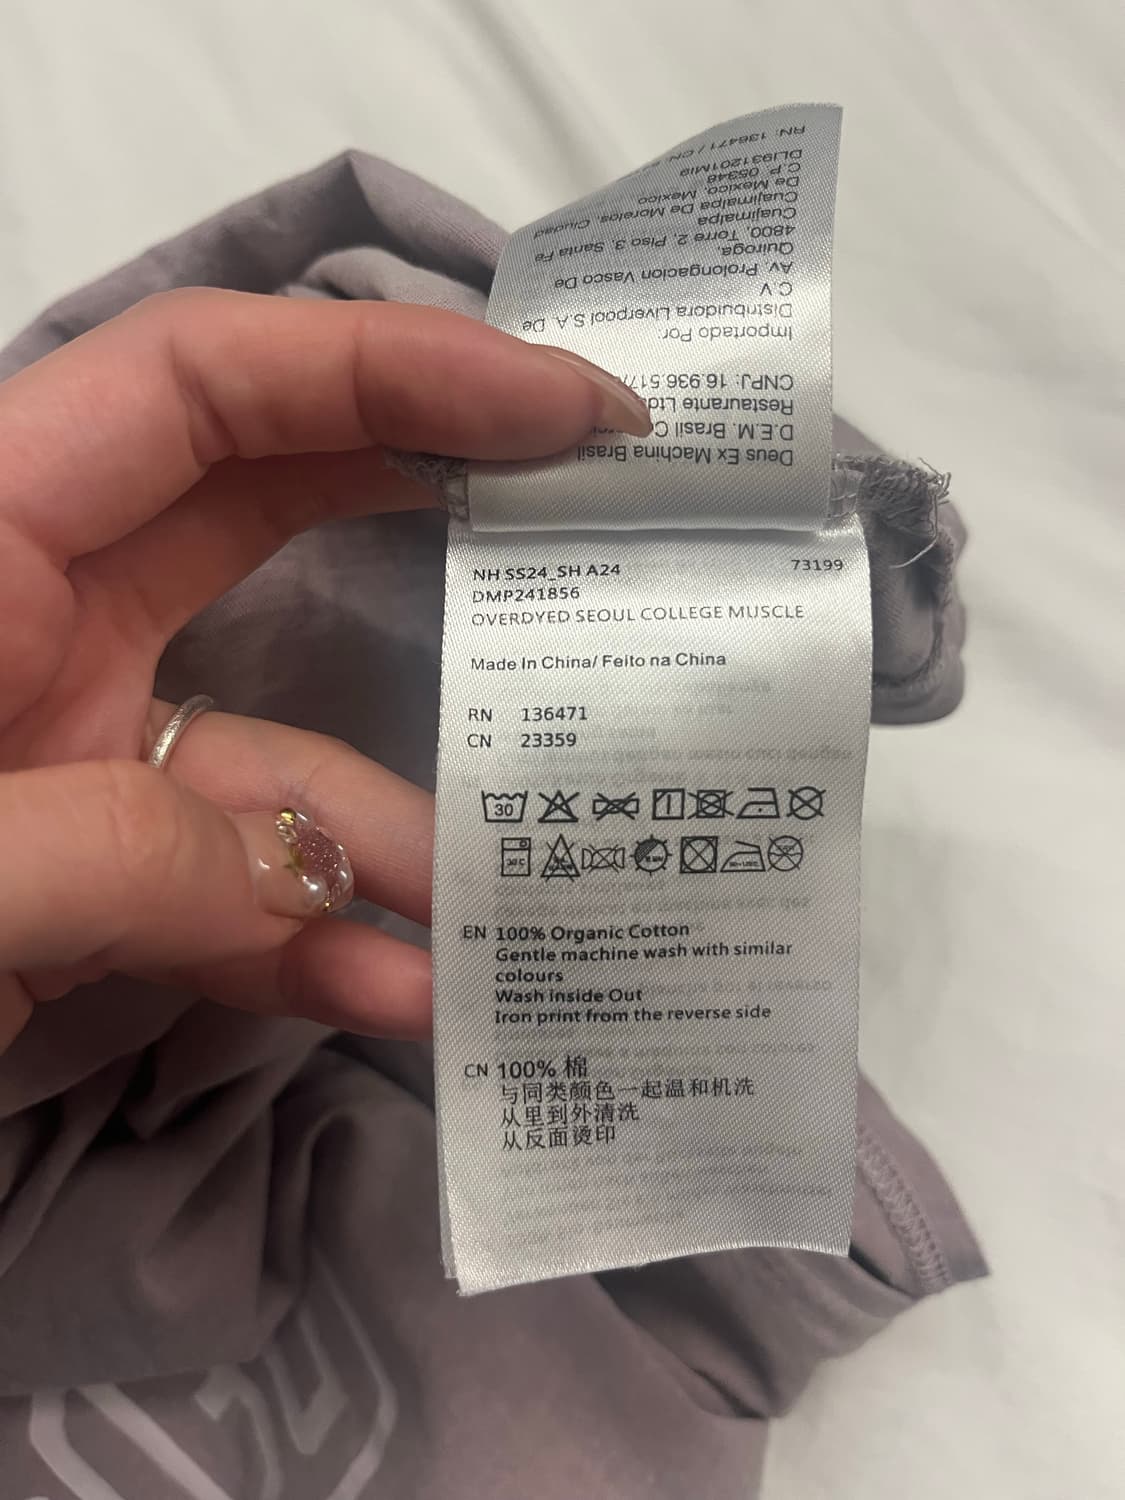 RN: 136471 / CN:
DLI931201MI9
C.P. 05348
De Mexico, Mexico
Cuajimalpa De Morelos, Ciudad
Cuajimalpa
4800, Torre 2, Piso 3, Santa Fe
Quiroga,
Av. Prolongacion Vasco De
C.V
Distribuidora Liverpool S.A. De
Importado Por:
CNPJ: 16.936.517/
Restaurante Ltda
D.E.M. Brasil
Deus Ex Machina Brasil
NH SS24_SH A24 73199
DMP241856
OVERDYED SEOUL COLLEGE MUSCLE
Made In China/ Feito na China
RN 136471
CN 23359
30
30 C
EN 100% Organic Cotton
Gentle machine wash with similar
colours
Wash inside Out
Iron print from the reverse side
CN 100% 棉
与同类颜色一起温和机洗
从里到外清洗
从反面烫印